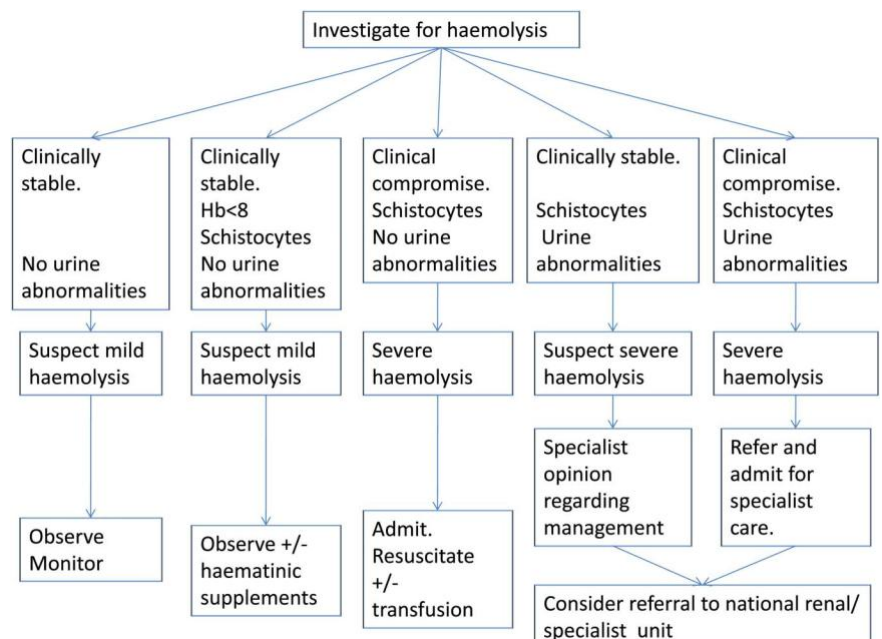 Investigate for haemolysis
Clinically
stable.
No urine
abnormalities
Clinically
stable.
Hb<8
Schistocytes
No urine
abnormalities
Clinical
compromise.
Schistocytes
No urine
abnormalities
Clinically stable.
Schistocytes
Urine
abnormalities
Clinical
compromise.
Schistocytes
Urine
abnormalities
Suspect mild
haemolysis
Suspect mild
haemolysis
Severe
haemolysis
Suspect severe
haemolysis
Severe
haemolysis
Observe
Monitor
Observe +/-
haematinic
supplements
Admit.
Resuscitate
+/-
transfusion
Specialist
opinion
regarding
management
Refer and
admit for
specialist
care.
Consider referral to national renal/
specialist unit